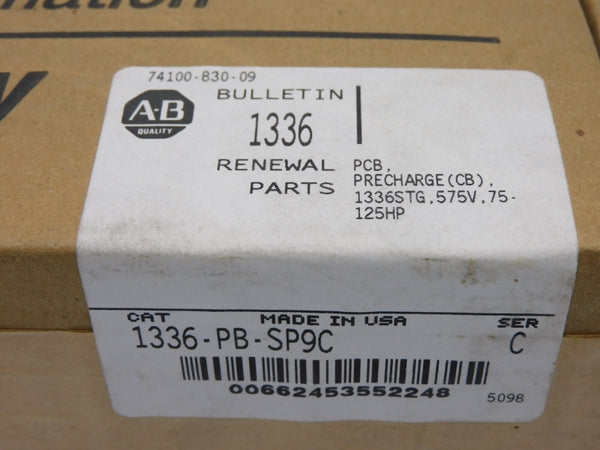 74100-830-09
A-B
QUALITY
BULLETIN
1336
RENEWAL
PARTS
PCB,
PRECHARGE(CB),
1336STG,575V,75-
125HP
CAT
MADE IN USA
SER
1336-PB-SP9C
C
00662453552248
5098